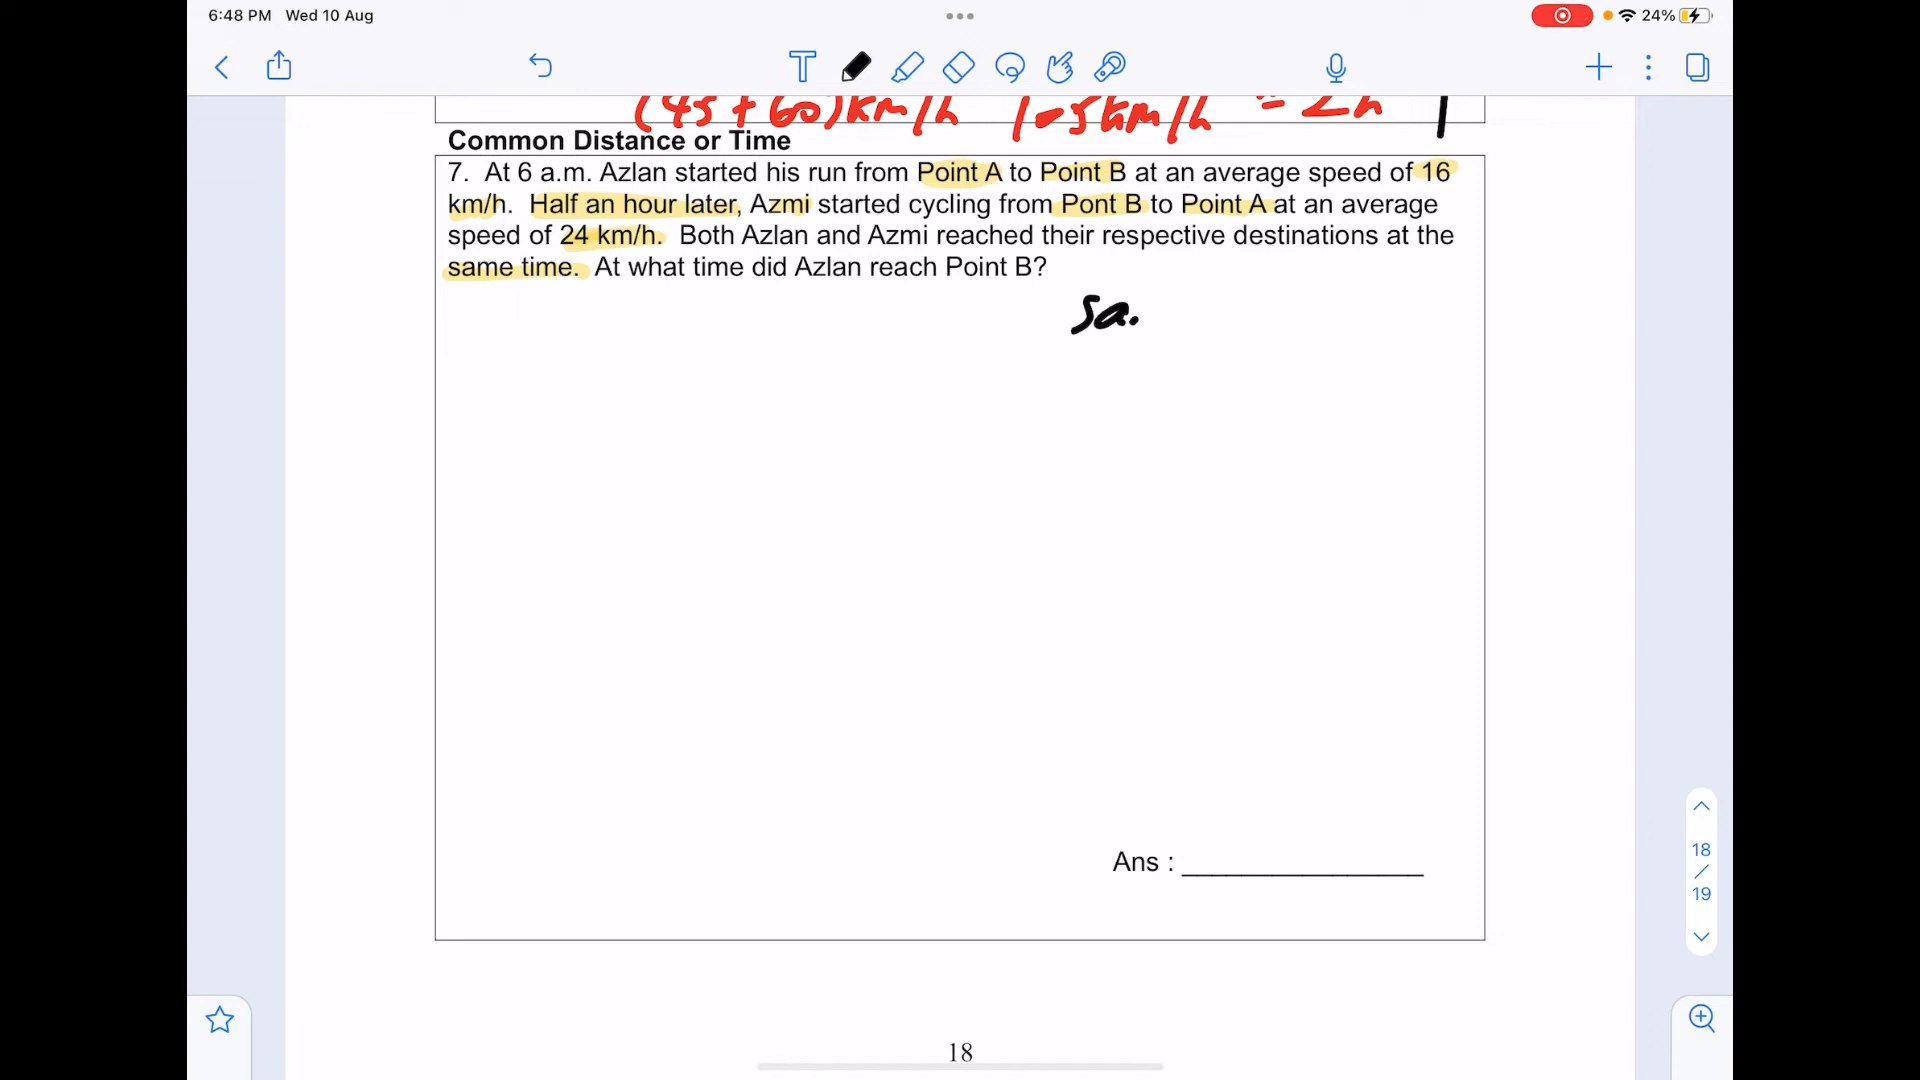 6:48 PM Wed 10 Aug
24%
(45 + 60) km/h
= 2h
Common Distance or Time
7. At 6 a.m. Azlan started his run from Point A to Point B at an average speed of 16
km/h. Half an hour later, Azmi started cycling from Pont B to Point A at an average
speed of 24 km/h. Both Azlan and Azmi reached their respective destinations at the
same time. At what time did Azlan reach Point B?
sa.
Ans : ________________
18
/
19
18